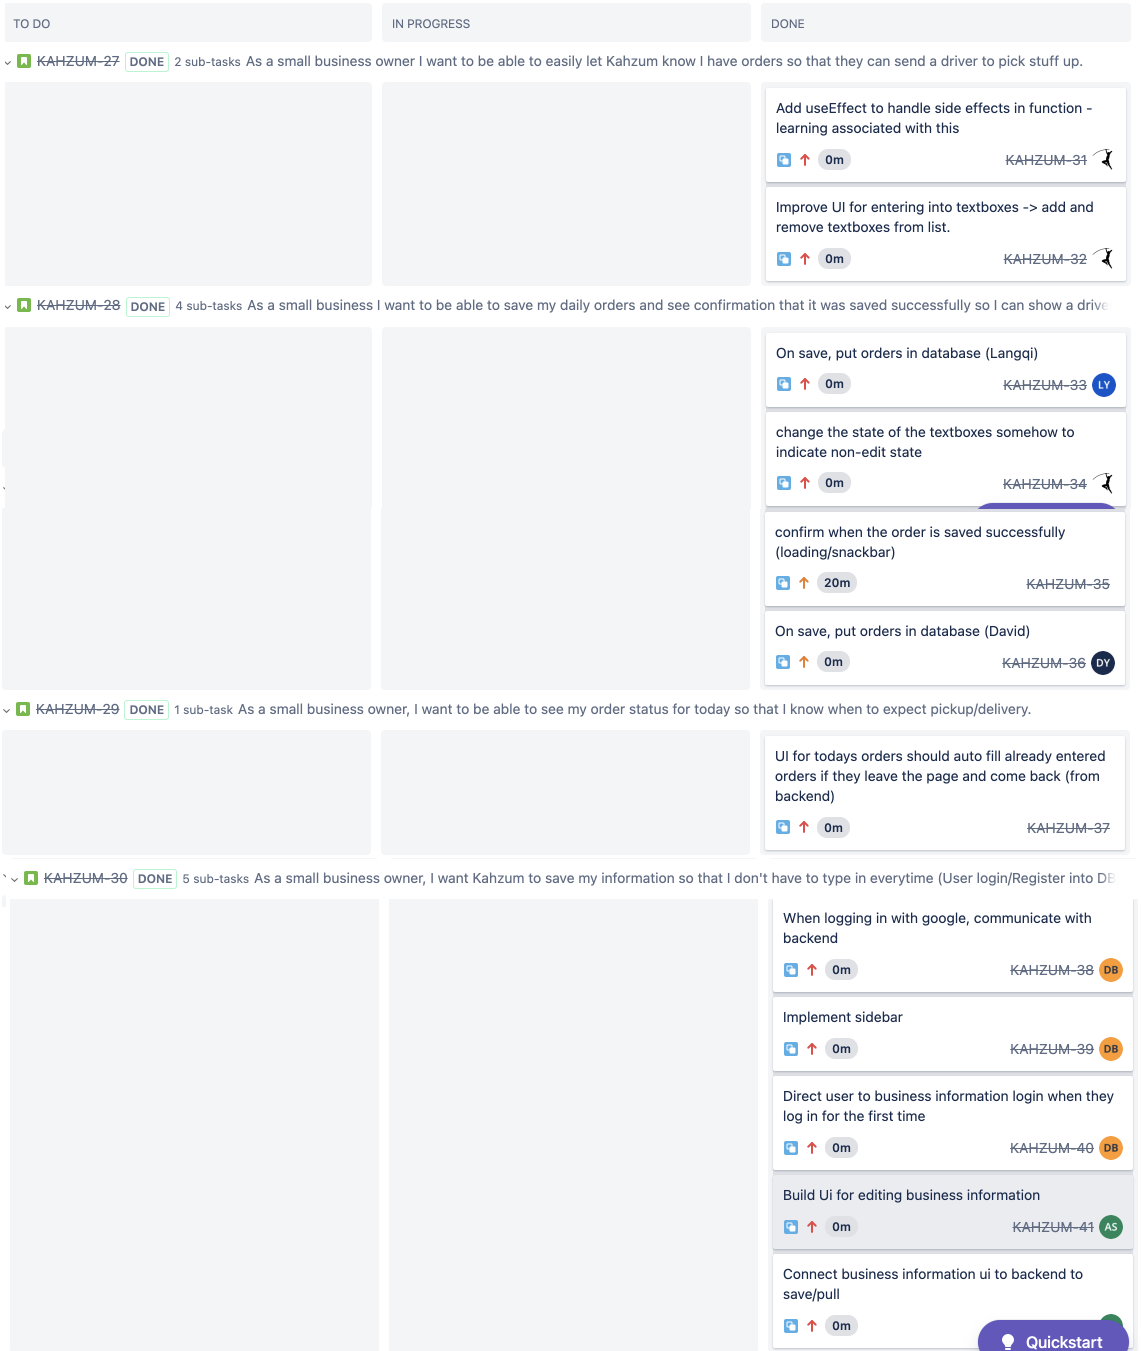 TO DO
IN PROGRESS
DONE
KAHZUM-27 DONE 2 sub-tasks As a small business owner I want to be able to easily let Kahzum know I have orders so that they can send a driver to pick stuff up.
Add useEffect to handle side effects in function -
learning associated with this
0m
KAHZUM-31
Improve UI for entering into textboxes -> add and
remove textboxes from list.
0m
KAHZUM-32
KAHZUM-28 DONE 4 sub-tasks As a small business I want to be able to save my daily orders and see confirmation that it was saved successfully so I can show a drive
On save, put orders in database (Langqi)
0m
KAHZUM-33 LY
change the state of the textboxes somehow to
indicate non-edit state
0m
KAHZUM-34
confirm when the order is saved successfully
(loading/snackbar)
20m
KAHZUM-35
On save, put orders in database (David)
0m
KAHZUM-36 DY
KAHZUM-29 DONE 1 sub-task As a small business owner, I want to be able to see my order status for today so that I know when to expect pickup/delivery.
UI for todays orders should auto fill already entered
orders if they leave the page and come back (from
backend)
0m
KAHZUM-37
KAHZUM-30 DONE 5 sub-tasks As a small business owner, I want Kahzum to save my information so that I don't have to type in everytime (User login/Register into DB
When logging in with google, communicate with
backend
0m
KAHZUM-38 DB
Implement sidebar
0m
KAHZUM-39 DB
Direct user to business information login when they
log in for the first time
0m
KAHZUM-40 DB
Build Ui for editing business information
0m
KAHZUM-41 AS
Connect business information ui to backend to
save/pull
0m
Quickstart